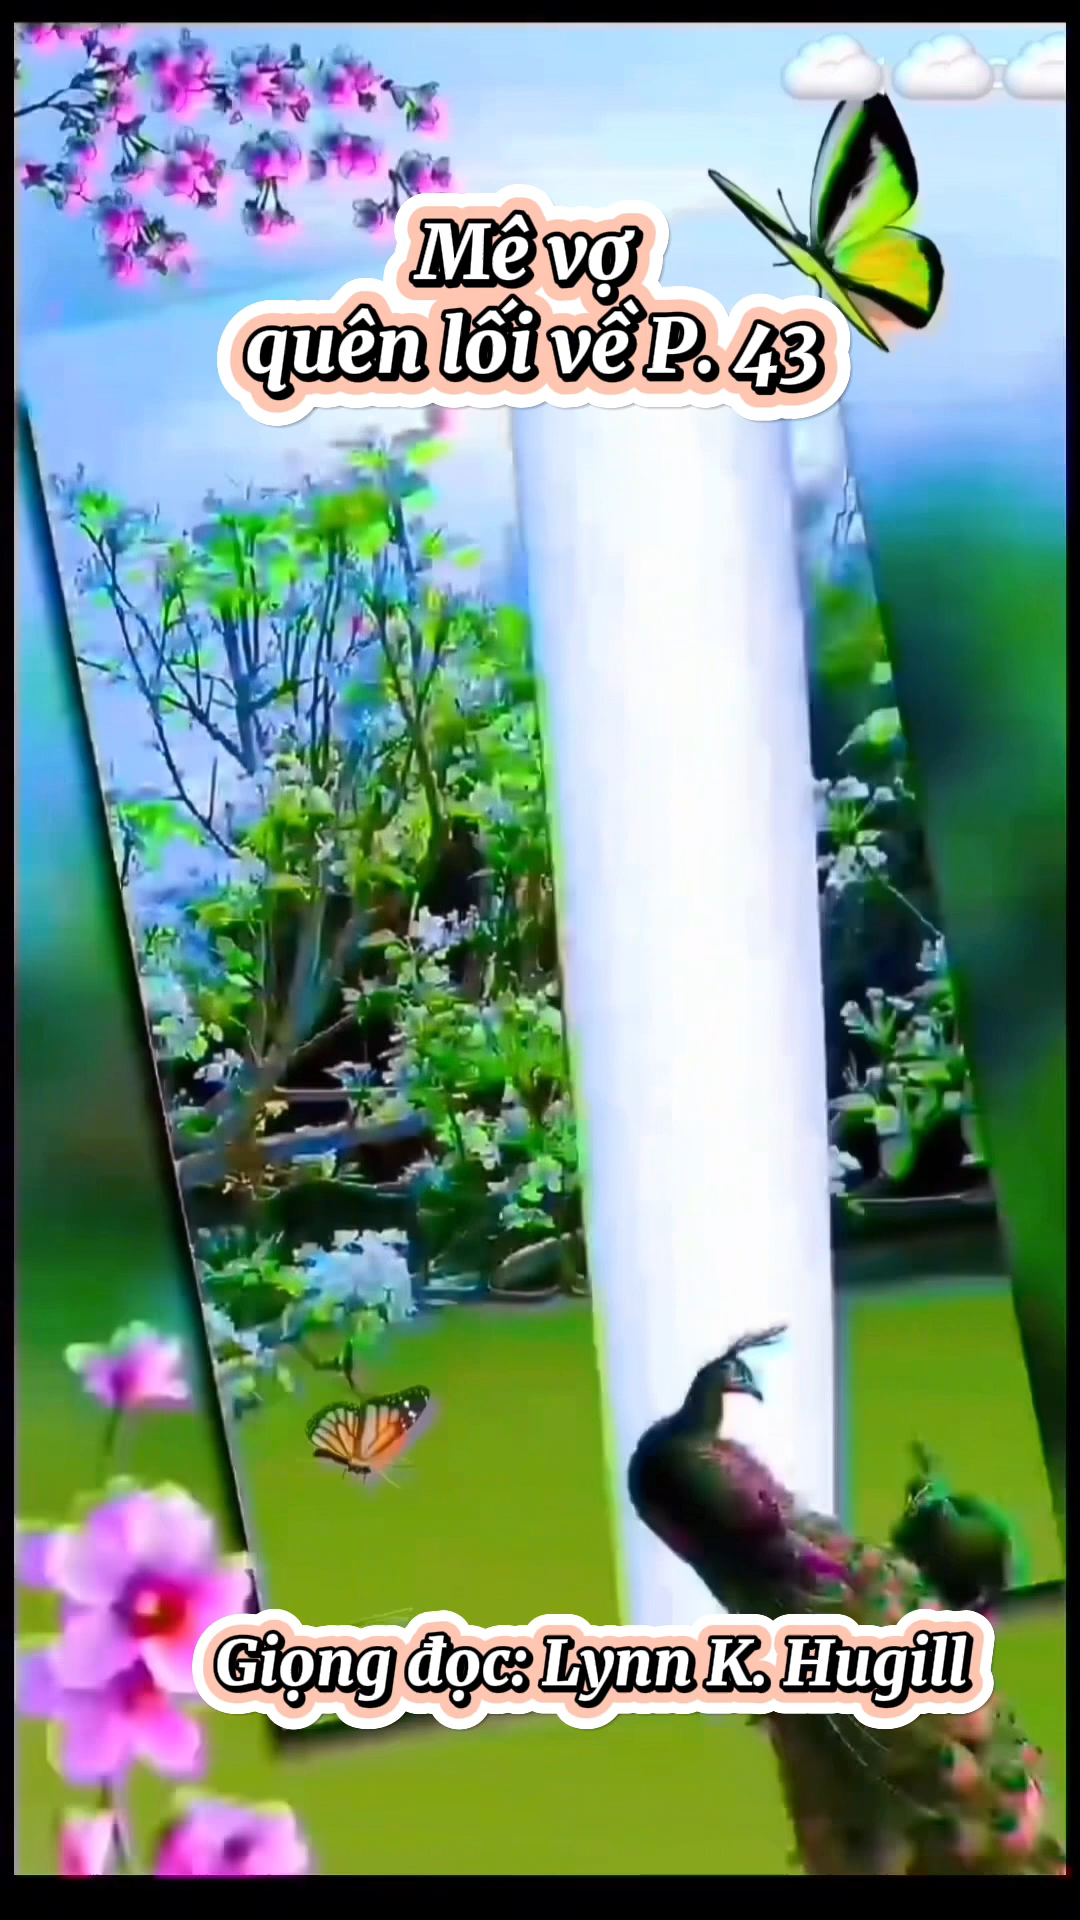 Mê vợ
quên lối về P. 43
Giọng đọc: Lynn K. Hugill